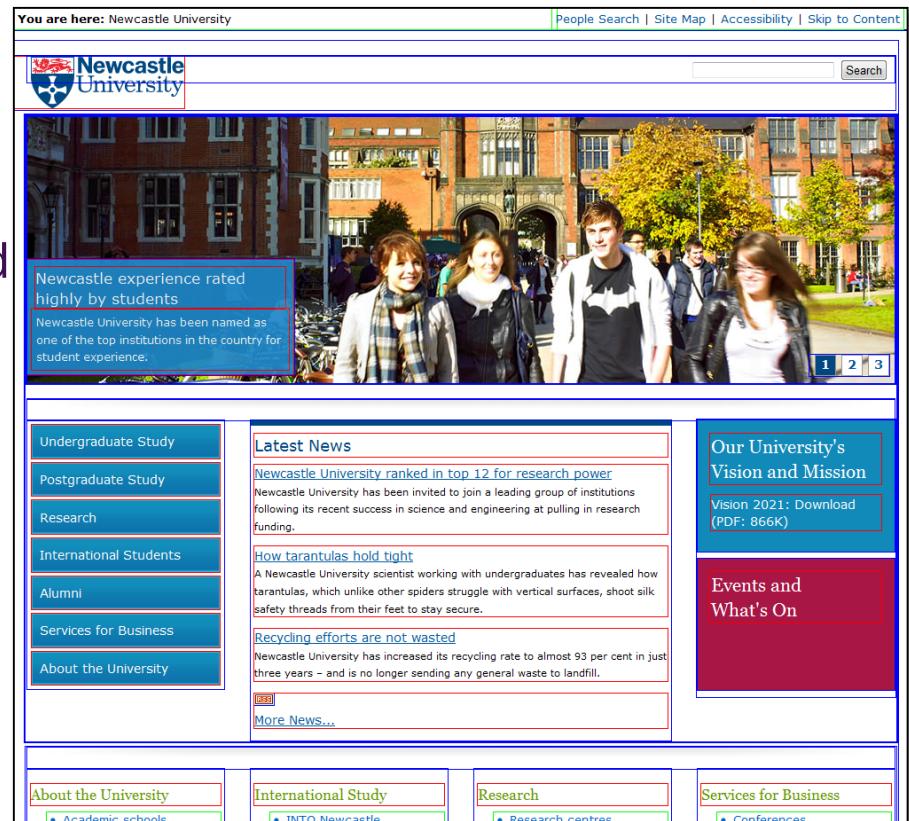 You are here: Newcastle University
People Search | Site Map | Accessibility | Skip to Content
Newcastle
University
Search
d
Newcastle experience rated
highly by students
Newcastle University has been named as
one of the top institutions in the country for
student experience.
1 2 3
Undergraduate Study
Postgraduate Study
Research
International Students
Alumni
Services for Business
About the University
Latest News
Newcastle University ranked in top 12 for research power
Newcastle University has been invited to join a leading group of institutions
following its recent success in science and engineering at pulling in research
funding.
How tarantulas hold tight
A Newcastle University scientist working with undergraduates has revealed how
tarantulas, which unlike other spiders struggle with vertical surfaces, shoot silk
safety threads from their feet to stay secure.
Recycling efforts are not wasted
Newcastle University has increased its recycling rate to almost 93 per cent in just
three years – and is no longer sending any general waste to landfill.
RSS
More News...
Our University's
Vision and Mission
Vision 2021: Download
(PDF: 866K)
Events and
What's On
About the University
• Academic schools
International Study
• INTO Newcastle
Research
• Research centres
Services for Business
• Conferences